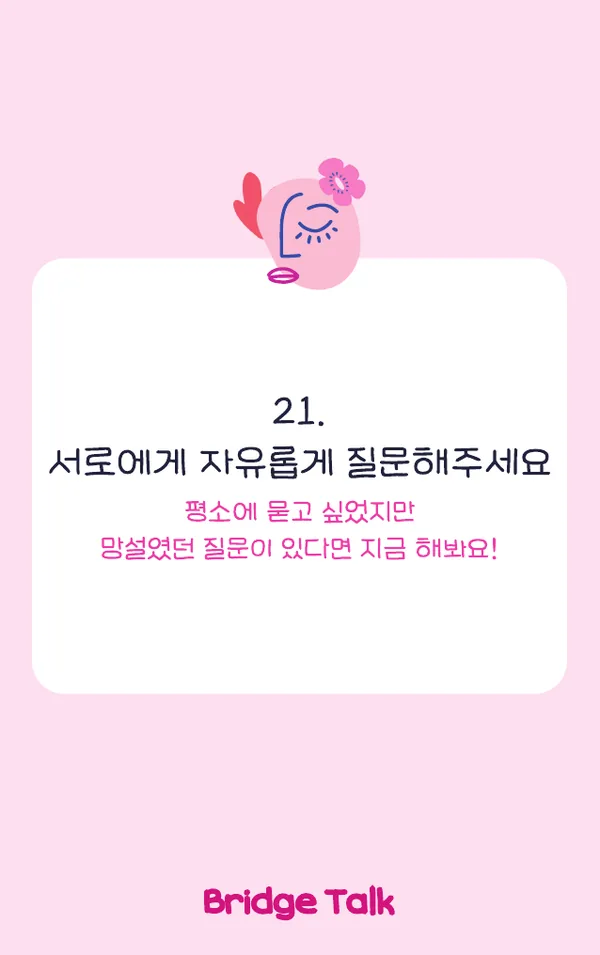 21.
서로에게 자유롭게 질문해주세요
평소에 묻고 싶었지만
망설였던 질문이 있다면 지금 해봐요!
Bridge Talk